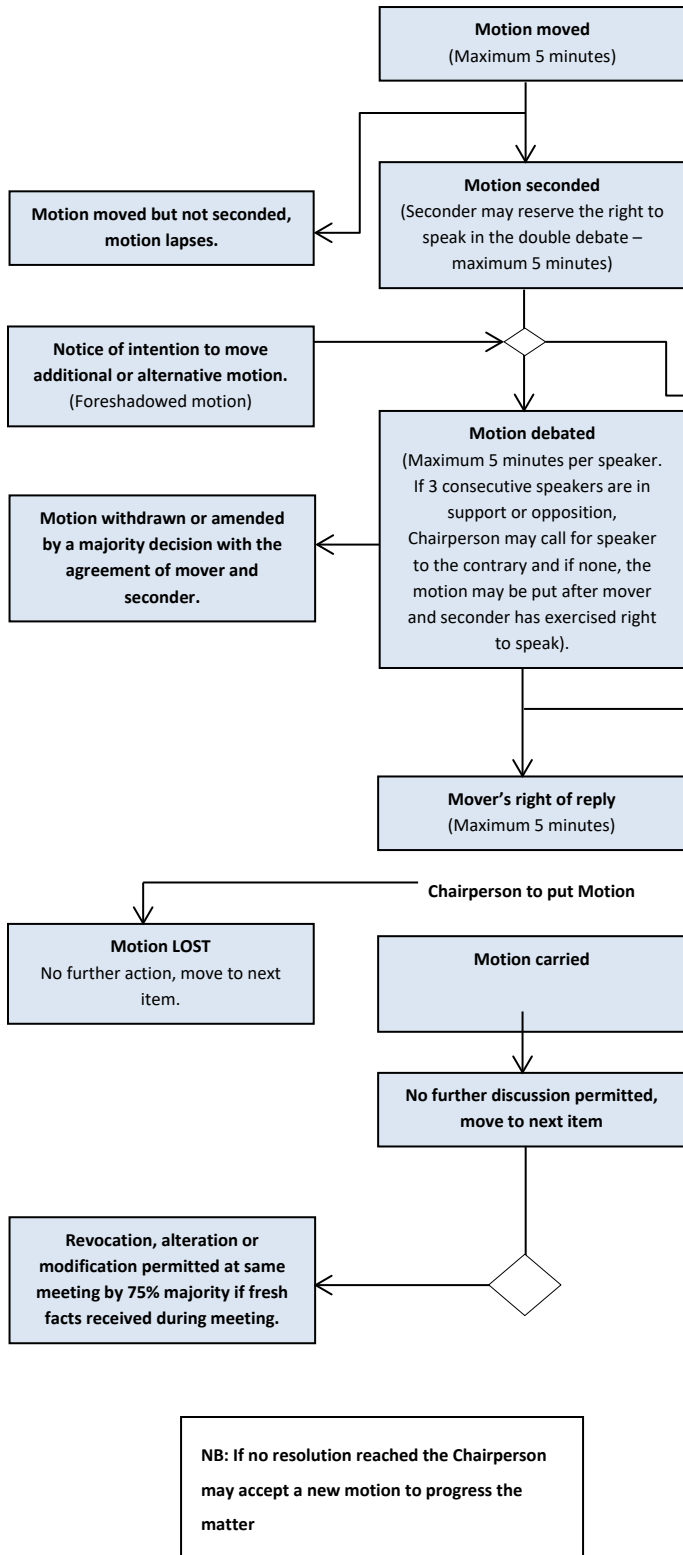 Motion moved
(Maximum 5 minutes)
Motion seconded
(Seconder may reserve the right to
speak in the double debate –
maximum 5 minutes)
Motion moved but not seconded,
motion lapses.
Notice of intention to move
additional or alternative motion.
(Foreshadowed motion)
Motion debated
(Maximum 5 minutes per speaker.
If 3 consecutive speakers are in
support or opposition,
Chairperson may call for speaker
to the contrary and if none, the
motion may be put after mover
and seconder has exercised right
to speak).
Motion withdrawn or amended
by a majority decision with the
agreement of mover and
seconder.
Mover’s right of reply
(Maximum 5 minutes)
Chairperson to put Motion
Motion LOST
No further action, move to next
item.
Motion carried
No further discussion permitted,
move to next item
Revocation, alteration or
modification permitted at same
meeting by 75% majority if fresh
facts received during meeting.
NB: If no resolution reached the Chairperson
may accept a new motion to progress the
matter